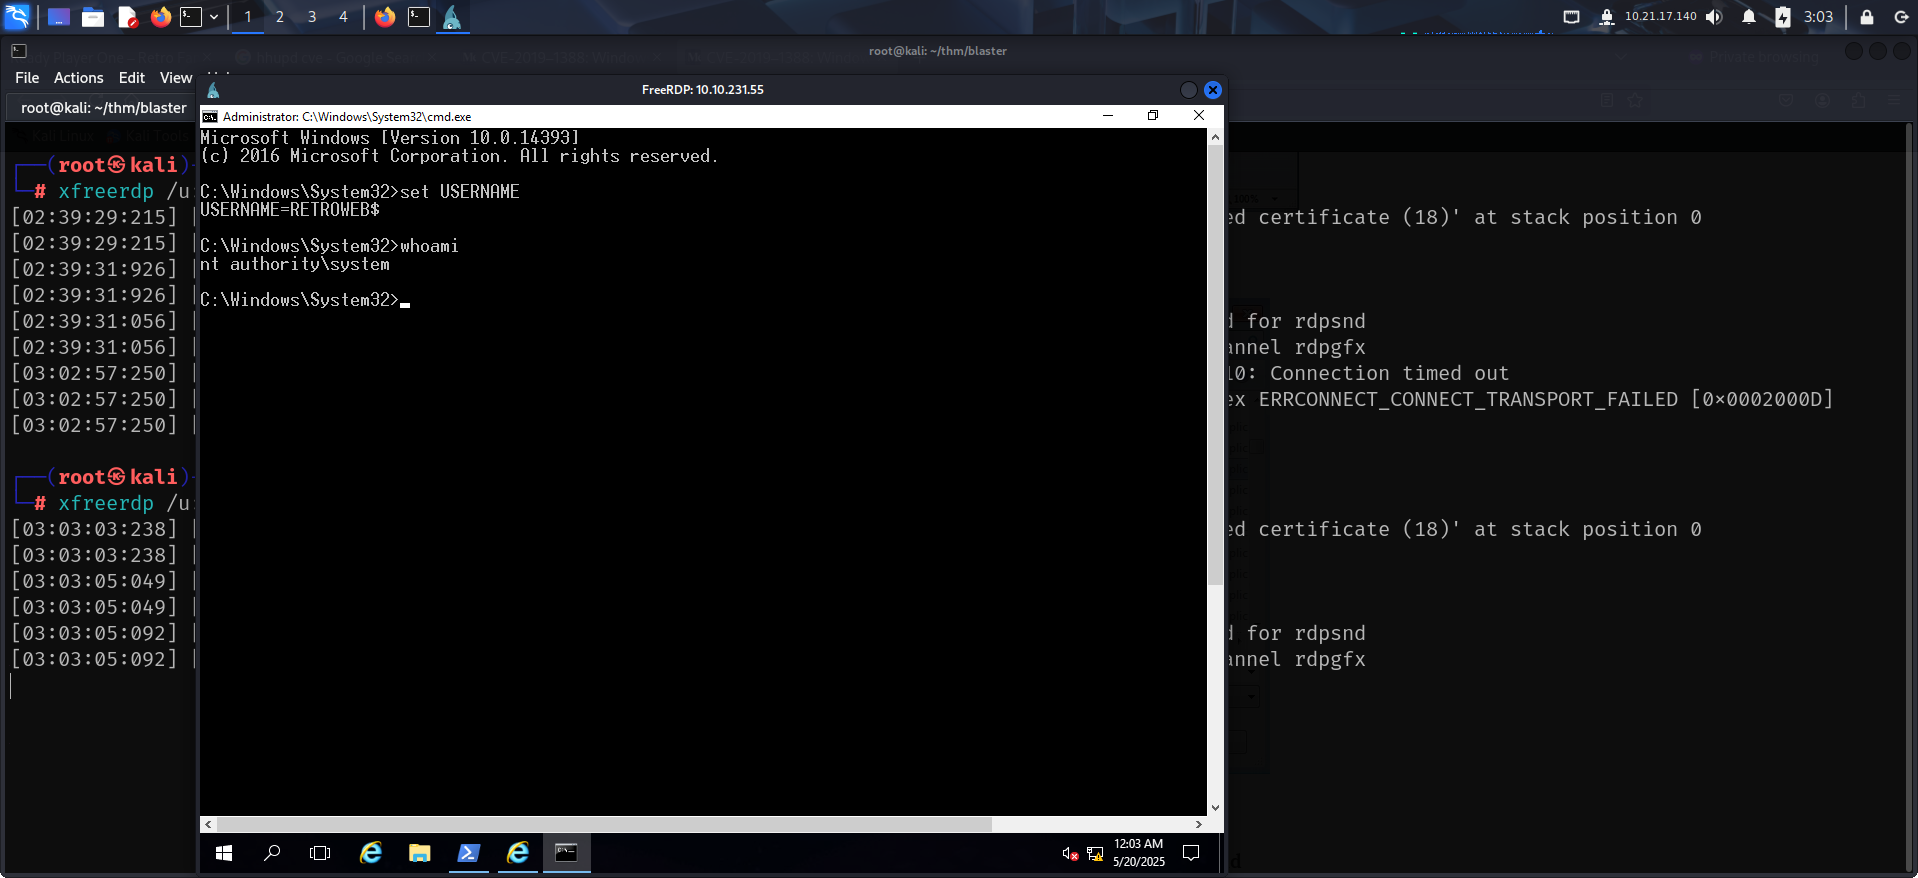 1 2 3 4
10.21.17.140
3:03
root@kali: ~/thm/blaster
File Actions Edit View
root@kali: ~/thm/blaster
FreeRDP: 10.10.231.55
Administrator: C:\Windows\System32\cmd.exe
Microsoft Windows [Version 10.0.14393]
(c) 2016 Microsoft Corporation. All rights reserved.
C:\Windows\System32>set USERNAME
USERNAME=RETROWEB$
C:\Windows\System32>whoami
nt authority\system
C:\Windows\System32>
┌──(root㉿kali)-
└─# xfreerdp /u:
[02:39:29:215] [
ed certificate (18)' at stack position 0
[02:39:29:215] [
[02:39:31:926] [
[02:39:31:926] [
[02:39:31:056] [
d for rdpsnd
[02:39:31:056] [
annel rdpgfx
[03:02:57:250] [
10: Connection timed out
[03:02:57:250] [
ex ERRCONNECT_CONNECT_TRANSPORT_FAILED [0×0002000D]
[03:02:57:250] [
┌──(root㉿kali)-
└─# xfreerdp /u:
[03:03:03:238] [
ed certificate (18)' at stack position 0
[03:03:03:238] [
[03:03:05:049] [
[03:03:05:049] [
[03:03:05:092] [
d for rdpsnd
[03:03:05:092] [
annel rdpgfx
12:03 AM
5/20/2025